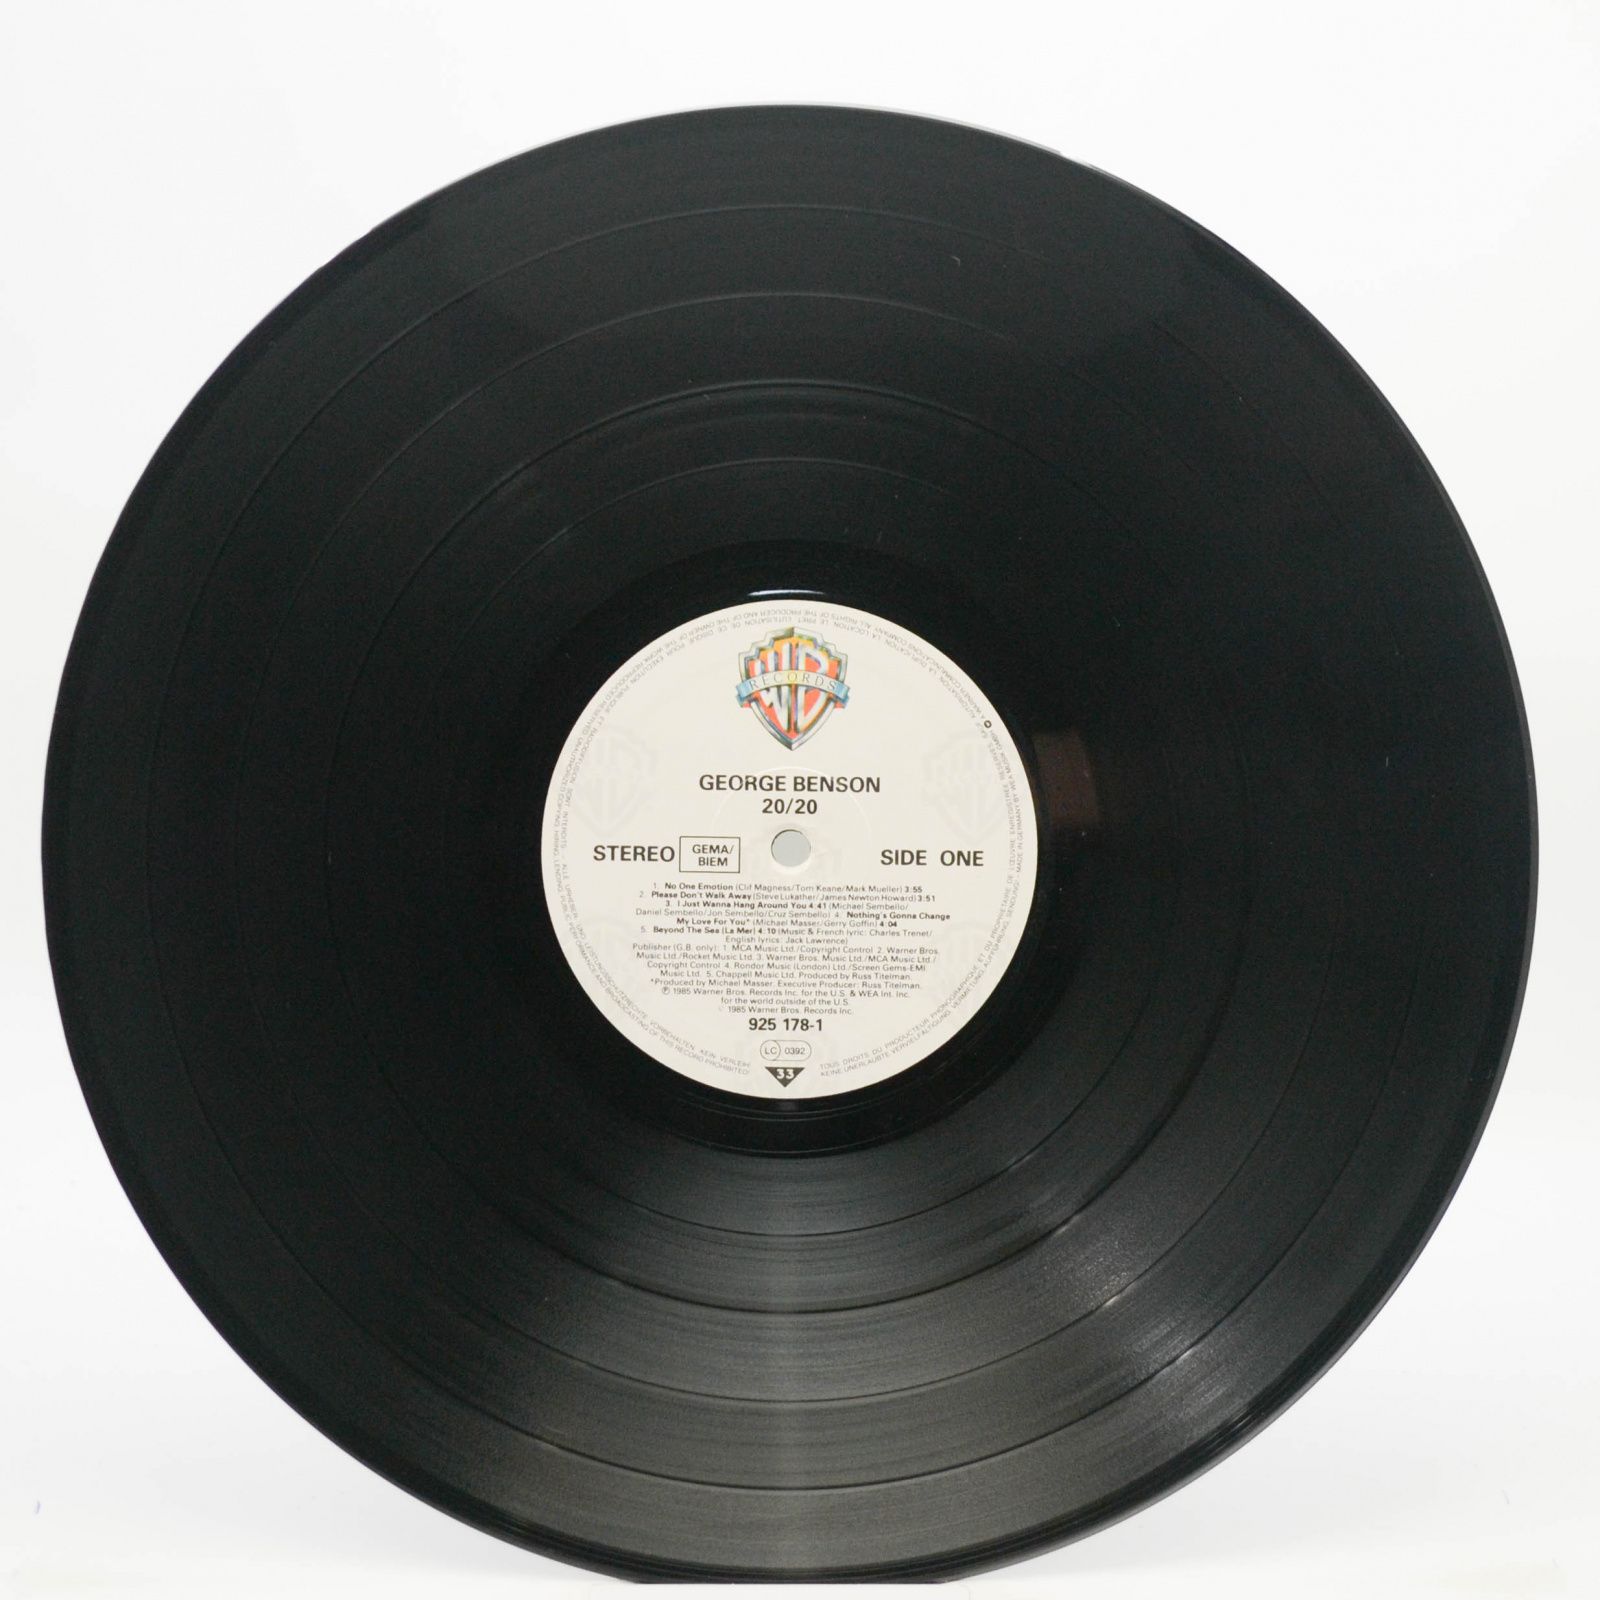 RECORDS
GEORGE BENSON
20/20
STEREO GEMA/BIEM SIDE ONE
1. No One Emotion (Clif Magness/Tom Keane/Mark Mueller) 3:55
2. Please Don't Walk Away (Steve Lukather/James Newton Howard) 3:51
3. I Just Wanna Hang Around You 4:41 (Michael Sembello/
Daniel Sembello/Jon Sembello/Cruz Sembello) 4. Nothing's Gonna Change
My Love For You* (Michael Masser/Gerry Goffin) 4:04
5. Beyond The Sea (La Mer) 4:10 (Music & French lyric: Charles Trenet/
English lyrics: Jack Lawrence)
Publisher (G.B. only): 1. MCA Music Ltd./Copyright Control 2. Warner Bros.
Music Ltd./Rocket Music Ltd. 3. Warner Bros. Music Ltd./MCA Music Ltd./
Copyright Control 4. Rondor Music (London) Ltd./Screen Gems-EMI
Music Ltd. 5. Chappell Music Ltd. Produced by Russ Titelman.
*Produced by Michael Masser. Executive Producer: Russ Titelman.
℗ 1985 Warner Bros. Records Inc. for the U.S. & WEA Int. Inc.
for the world outside of the U.S.
© 1985 Warner Bros. Records Inc.
925 178-1
LC 0392
33